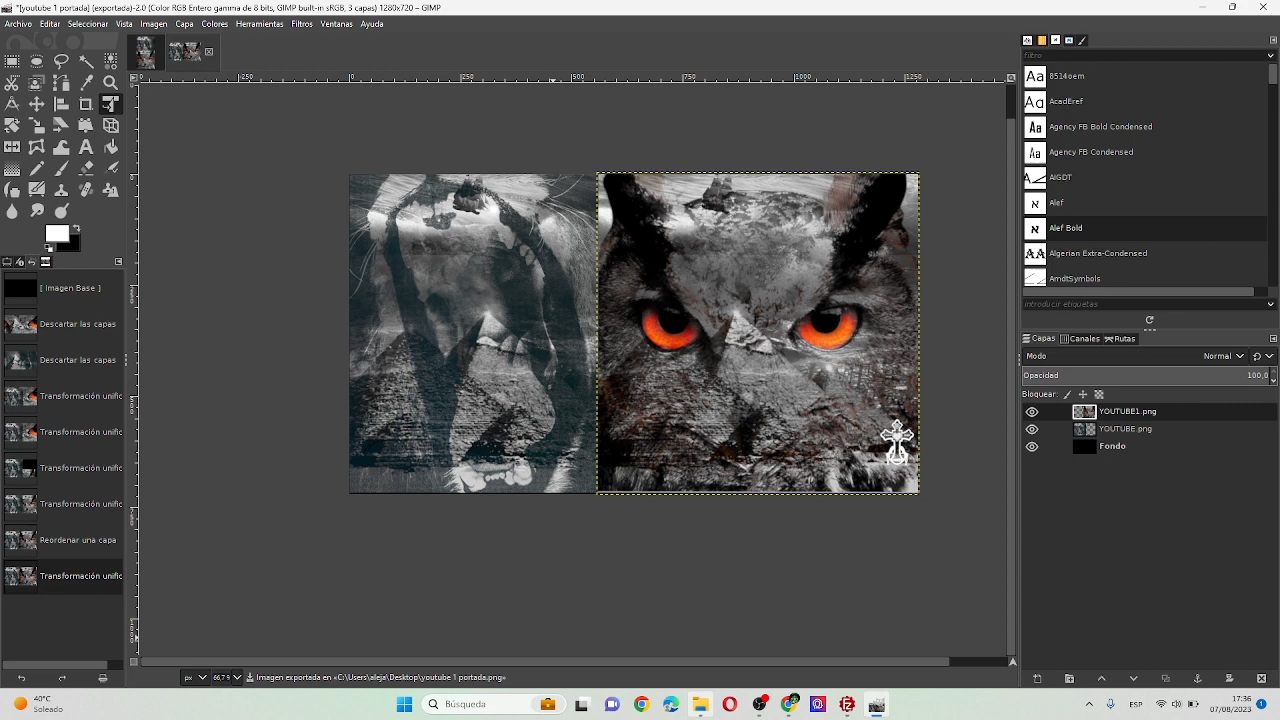 *youtube 1 portada] (exportada)-2.0 (Color RGB Entero gamma de 8 bits, GIMP built-in sRGB, 3 capas) 1280x720 – GIMP
Archivo Editar Seleccionar Vista Imagen Capa Colores Herramientas Filtros Ventanas Ayuda
filtro
8514oem
AcadEref
Agency FB Bold Condensed
Agency FB Condensed
AIGDT
Alef
Alef Bold
Algerian Extra-Condensed
AmdtSymbols
introducir etiquetas
Capas Canales Rutas
Modo Normal
Opacidad 100,0
Bloquear:
YOUTUBE1.png
YOUTUBE.png
Fondo
[ Imagen Base ]
Descartar las capas
Descartar las capas
Transformación unific
Transformación unific
Transformación unific
Transformación unific
Reordenar una capa
Transformación unific
px 66,7 % Imagen exportada en «C:\Users\aleja\Desktop\youtube 1 portada.png»
40°C
Soleado
Búsqueda
ESP
17:36
07/08/2023